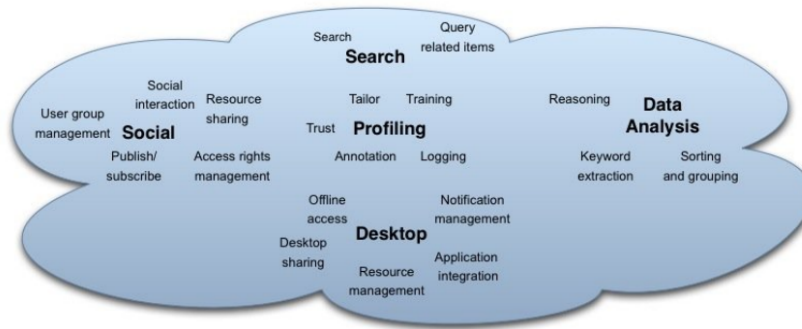 Search
Query
related items
Search
Social
interaction
Resource
sharing
User group
management
Social
Publish/
subscribe
Access rights
management
Tailor
Training
Trust
Profiling
Annotation
Logging
Reasoning
Data
Analysis
Keyword
extraction
Sorting
and grouping
Offline
access
Notification
management
Desktop
Desktop
sharing
Resource
management
Application
integration